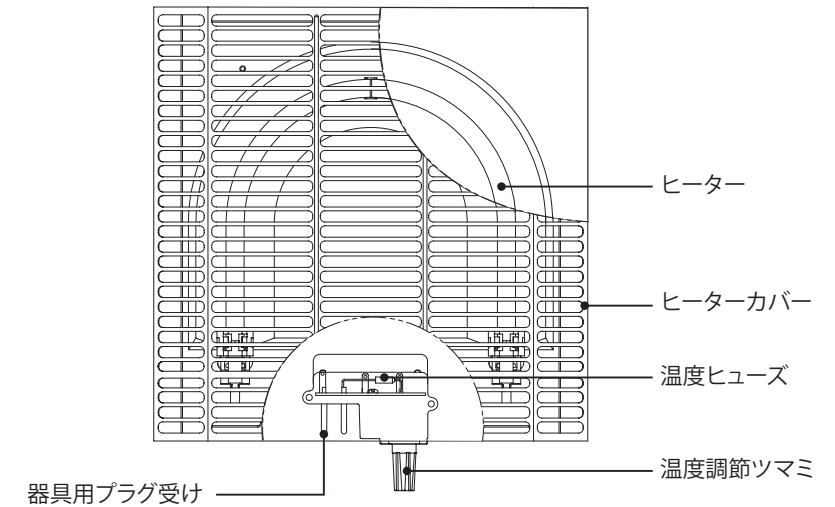 ヒーター
ヒーターカバー
温度ヒューズ
温度調節ツマミ
器具用プラグ受け